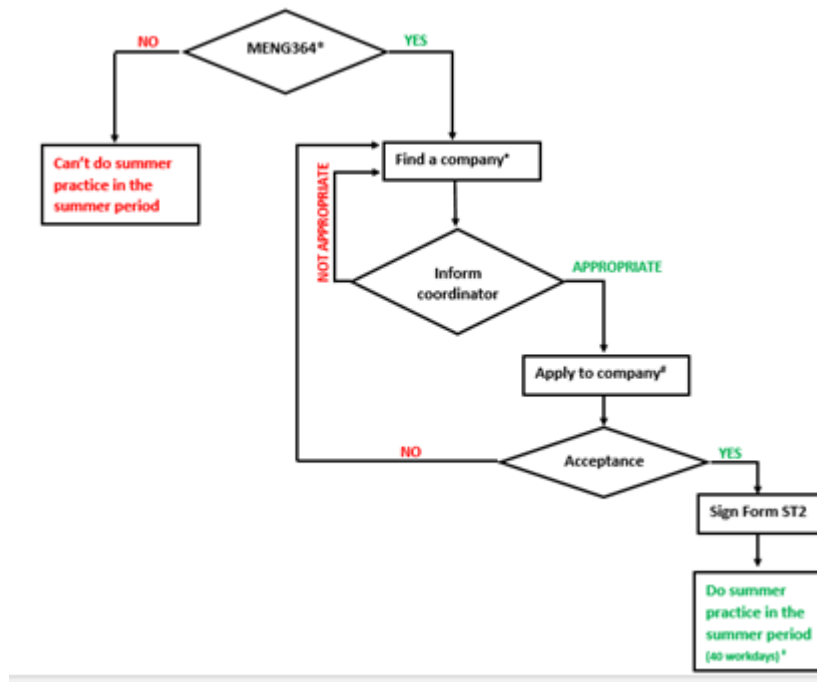 MENG364*
NO
YES
Can't do summer
practice in the
summer period
Find a company*
NOT APPROPRIATE
Inform
coordinator
APPROPRIATE
Apply to company#
Acceptance
NO
YES
Sign Form ST2
Do summer
practice in the
summer period
(40 workdays)*